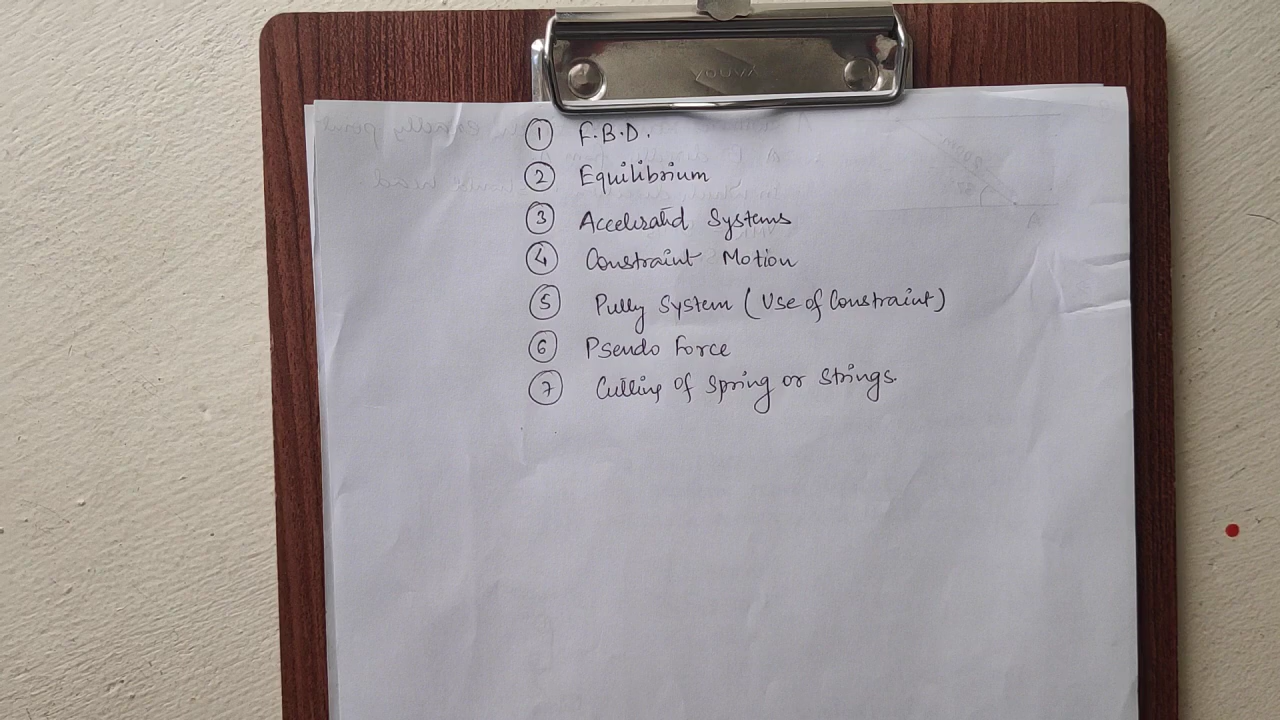 ① F.B.D.
② Equilibrium
③ Accelerated Systems
④ Constraint Motion
⑤ Pully System (Use of Constraint)
⑥ Pseudo Force
⑦ Cutting of Spring or Strings.